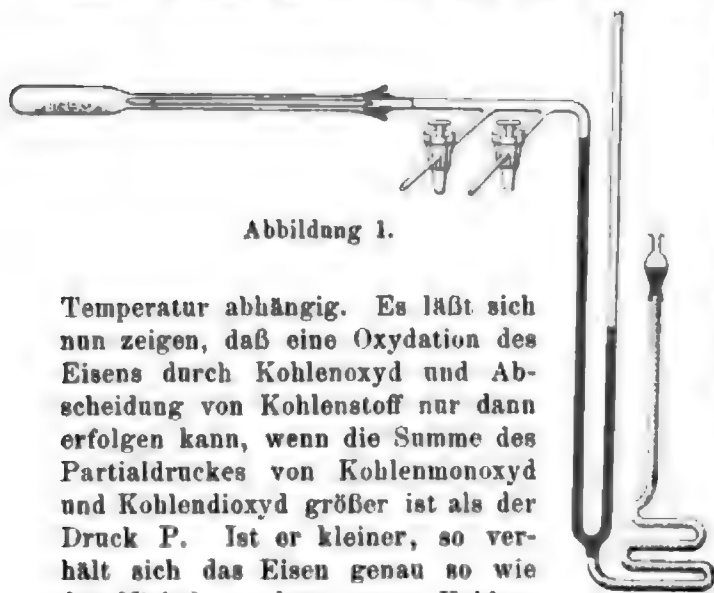 Abbildung 1.
Temperatur abhängig. Es läßt sich
nun zeigen, daß eine Oxydation des
Eisens durch Kohlenoxyd und Ab-
scheidung von Kohlenstoff nur dann
erfolgen kann, wenn die Summe des
Partialdruckes von Kohlenmonoxyd
und Kohlendioxyd größer ist als der
Druck P. Ist er kleiner, so ver-
hält sich das Eisen genau so wie